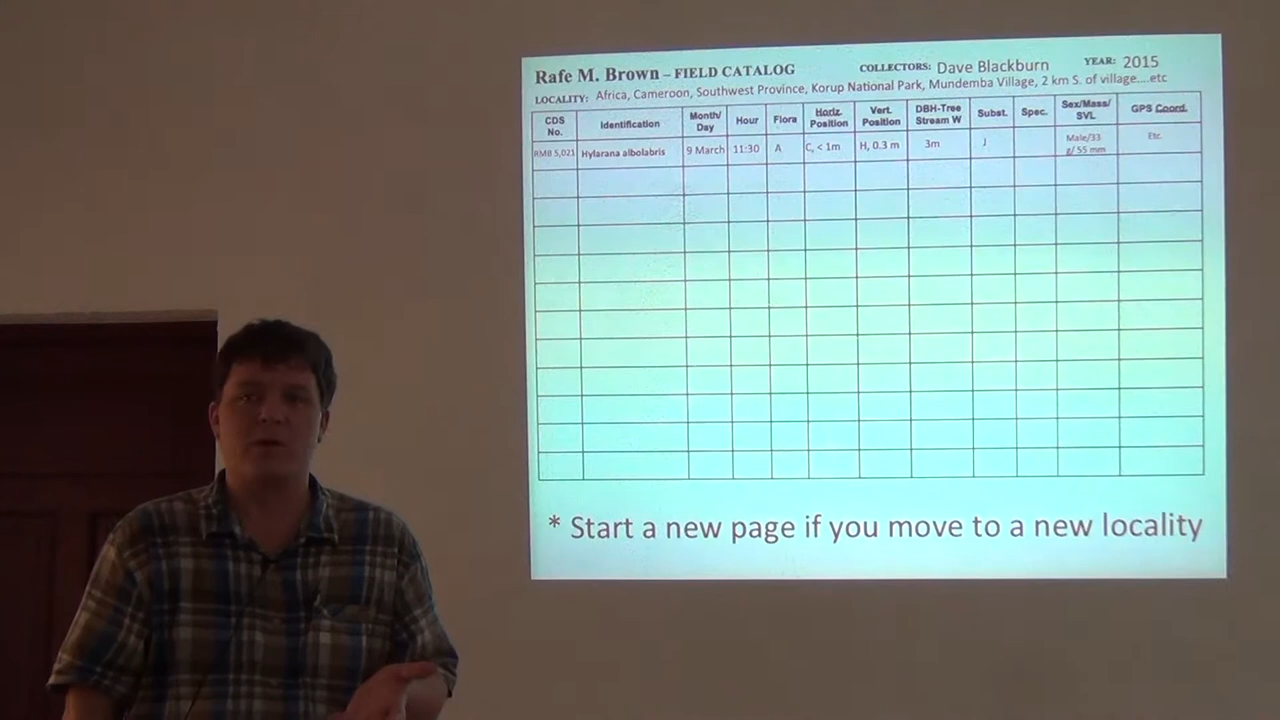 Rafe M. Brown – FIELD CATALOG COLLECTORS: Dave Blackburn YEAR: 2015
LOCALITY: Africa, Cameroon, Southwest Province, Korup National Park, Mundemba Village, 2 km S. of village....etc
CDS No. Identification Month/Day Hour Flora Horiz. Position Vert. Position DBH-Tree Stream W Subst. Spec. Sex/Mass/SVL GPS Coord.
RMB 5,021 Hylarana albolabris 9 March 11:30 A C, < 1m H, 0.3 m 3m J Male/33 g/ 55 mm Etc.
* Start a new page if you move to a new locality